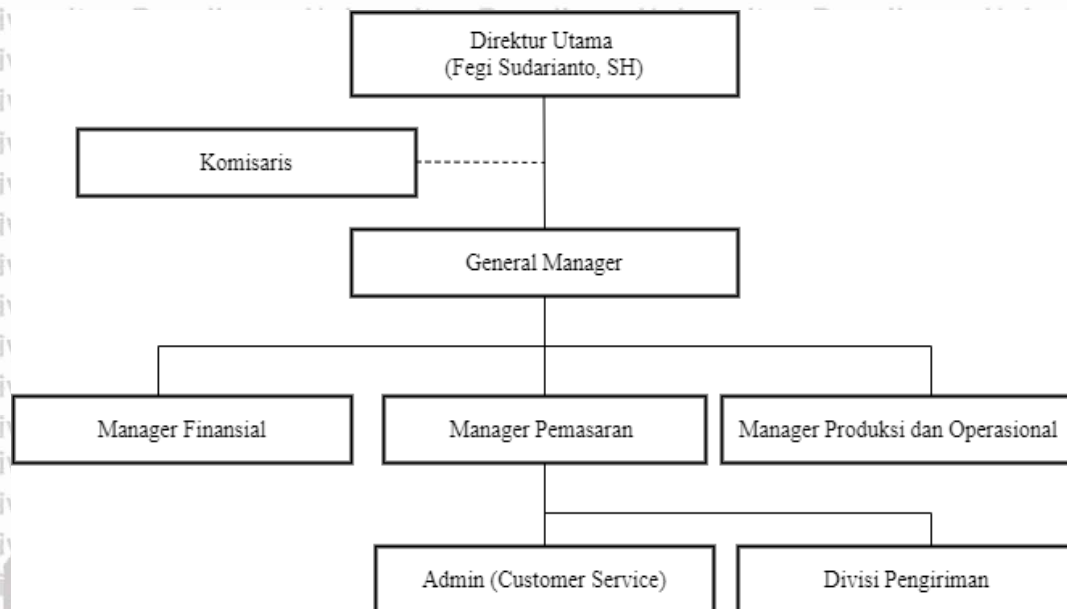 Direktur Utama
(Fegi Sudarianto, SH)
Komisaris
General Manager
Manager Finansial
Manager Pemasaran
Manager Produksi dan Operasional
Admin (Customer Service)
Divisi Pengiriman